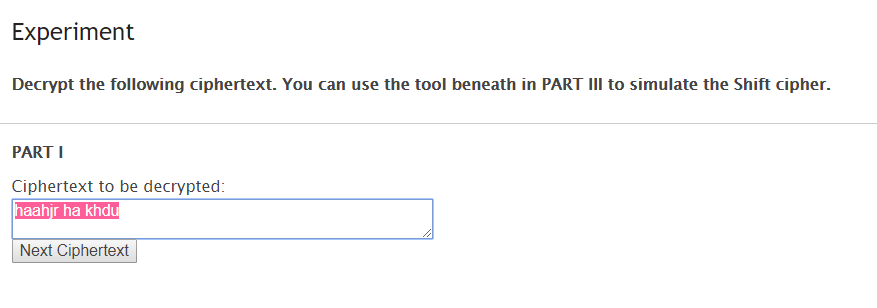 Experiment
Decrypt the following ciphertext. You can use the tool beneath in PART III to simulate the Shift cipher.
PART I
Ciphertext to be decrypted:
haahjr ha khdu
Next Ciphertext